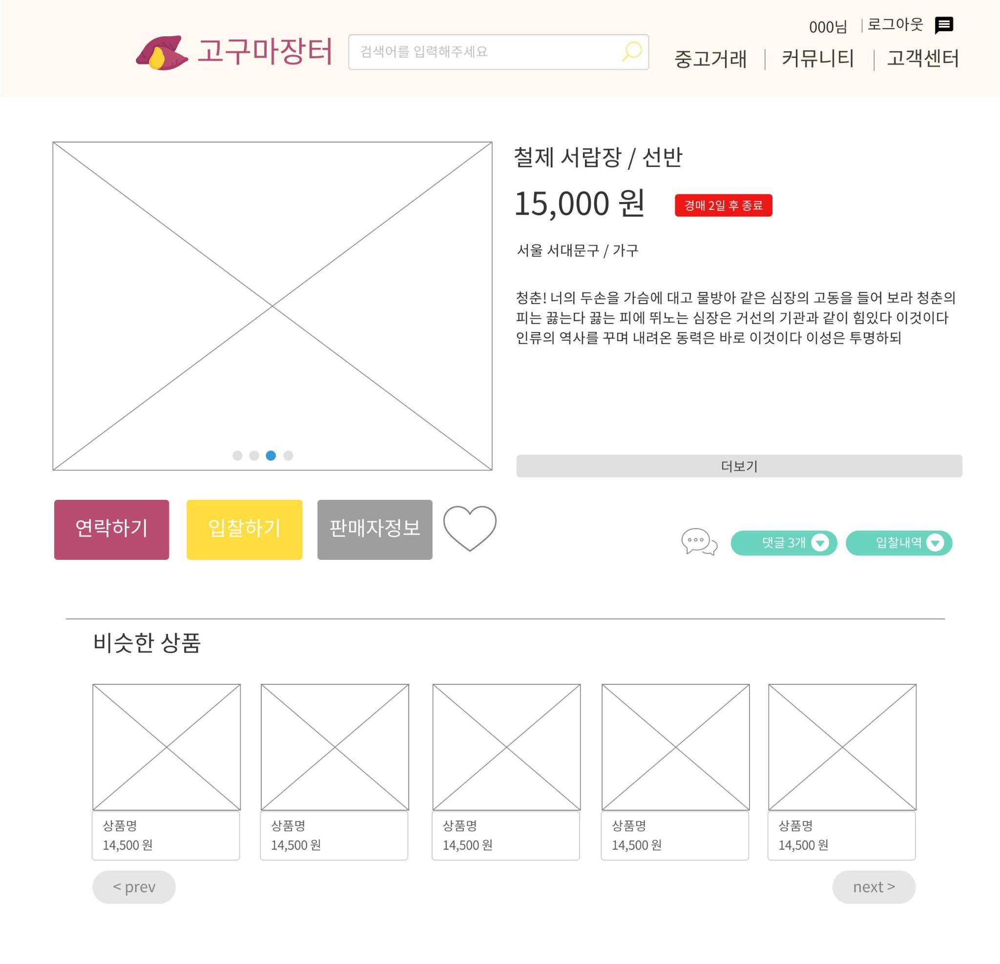 000님 | 로그아웃
고구마장터
검색어를 입력해주세요
중고거래 | 커뮤니티 | 고객센터
철제 서랍장 / 선반
15,000 원
경매 2일 후 종료
서울 서대문구 / 가구
청춘! 너의 두손을 가슴에 대고 물방아 같은 심장의 고동을 들어 보라 청춘의
피는 끓는다 끓는 피에 뛰노는 심장은 거선의 기관과 같이 힘있다 이것이다
인류의 역사를 꾸며 내려온 동력은 바로 이것이다 이성은 투명하되
더보기
연락하기
입찰하기
판매자정보
댓글 3개
입찰내역
비슷한 상품
상품명
14,500 원
상품명
14,500 원
상품명
14,500 원
상품명
14,500 원
상품명
14,500 원
< prev
next >